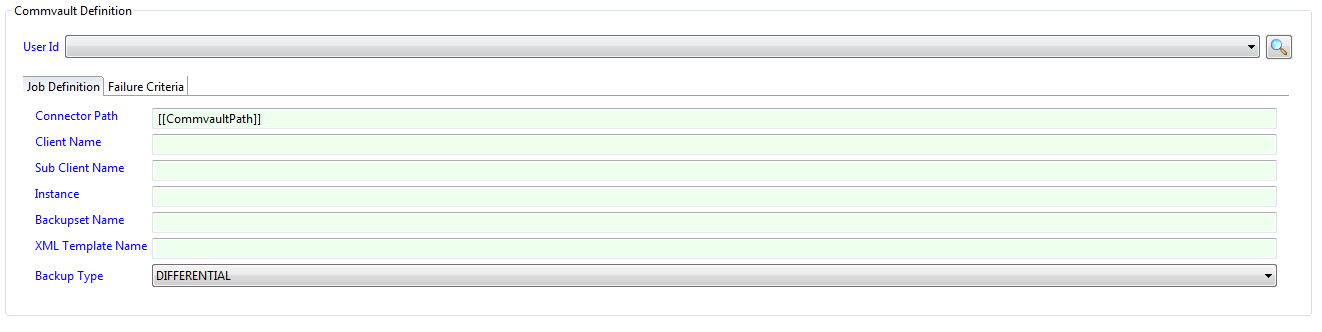 Commvault Definition
User Id
Job Definition Failure Criteria
Connector Path [[CommvaultPath]]
Client Name
Sub Client Name
Instance
Backupset Name
XML Template Name
Backup Type DIFFERENTIAL